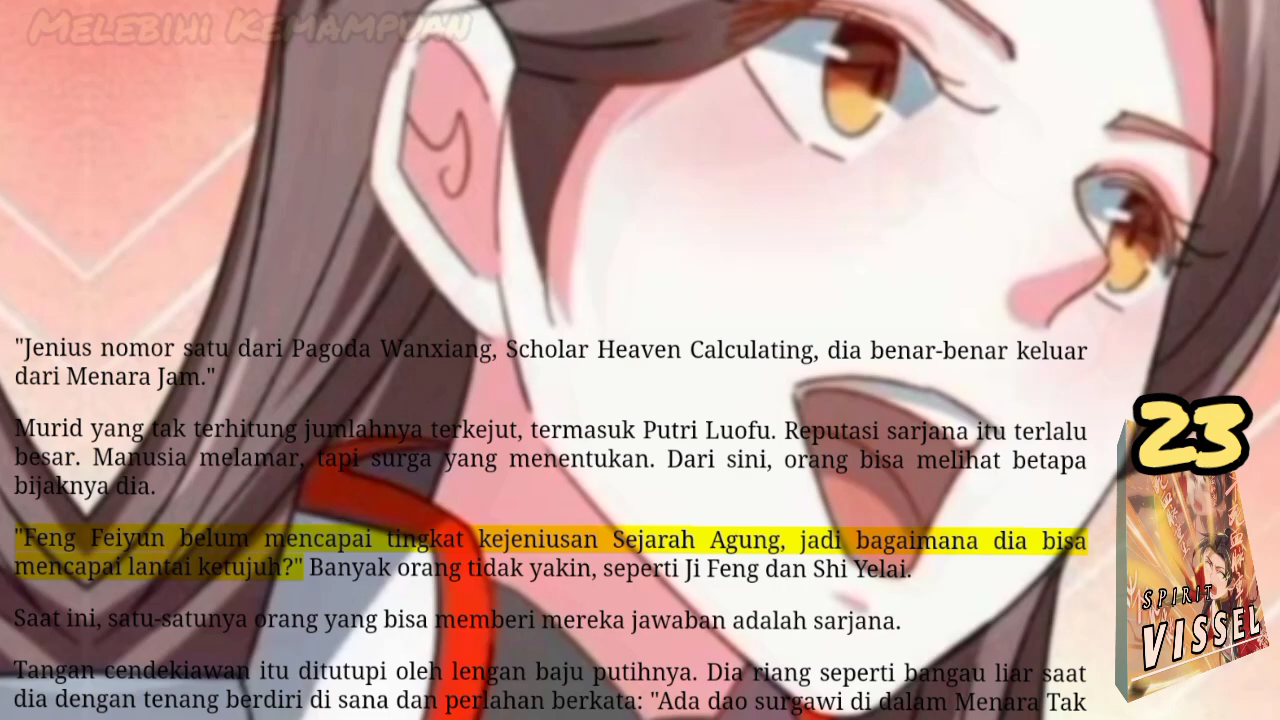 Melebihi Kemampuan
"Jenius nomor satu dari Pagoda Wanxiang, Scholar Heaven Calculating, dia benar-benar keluar
dari Menara Jam."
Murid yang tak terhitung jumlahnya terkejut, termasuk Putri Luofu. Reputasi sarjana itu terlalu
besar. Manusia melamar, tapi surga yang menentukan. Dari sini, orang bisa melihat betapa
bijaknya dia.
"Feng Feiyun belum mencapai tingkat kejeniusan Sejarah Agung, jadi bagaimana dia bisa
mencapai lantai ketujuh?" Banyak orang tidak yakin, seperti Ji Feng dan Shi Yelai.
Saat ini, satu-satunya orang yang bisa memberi mereka jawaban adalah sarjana.
Tangan cendekiawan itu ditutupi oleh lengan baju putihnya. Dia riang seperti bangau liar saat
dia dengan tenang berdiri di sana dan perlahan berkata: "Ada dao surgawi di dalam Menara Tak
23
SPIRIT
VISSEL